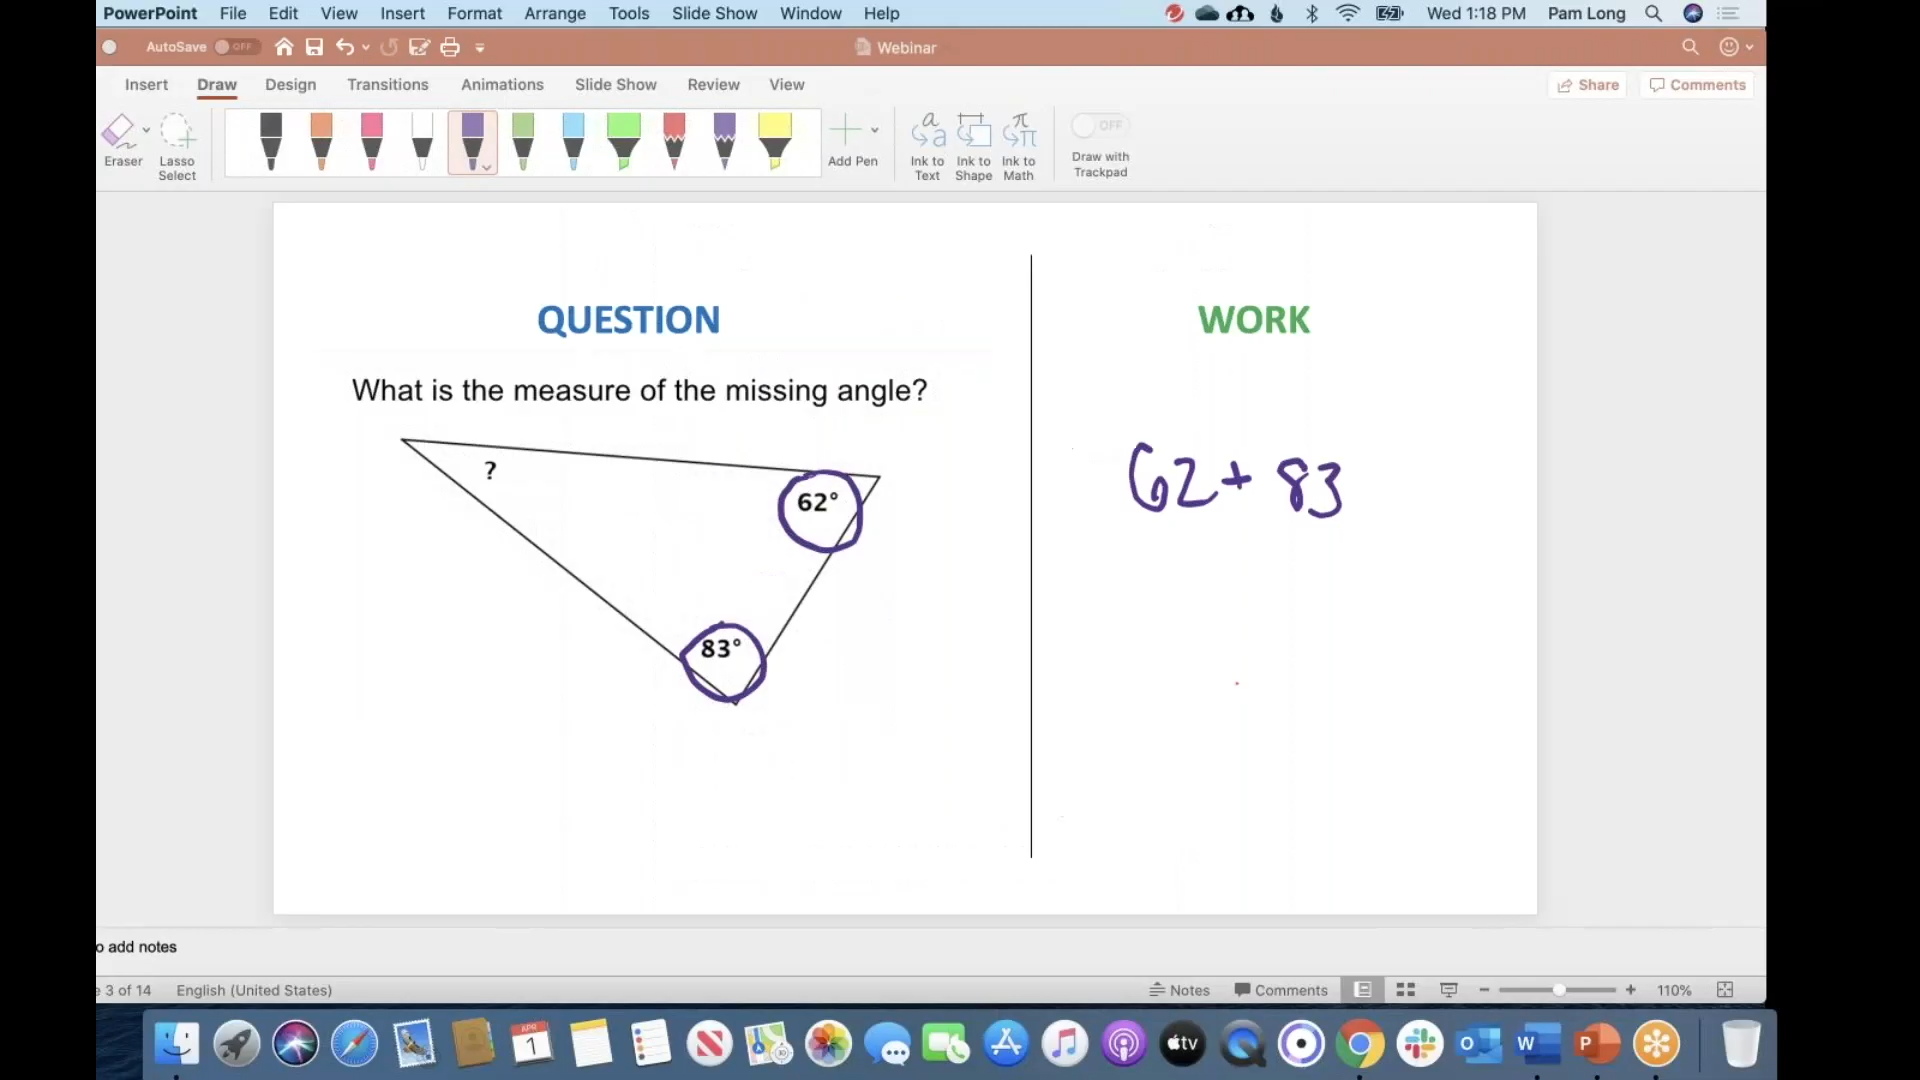 PowerPoint File Edit View Insert Format Arrange Tools Slide Show Window Help Wed 1:18 PM Pam Long
AutoSave OFF Webinar
Insert Draw Design Transitions Animations Slide Show Review View Share Comments
Eraser Lasso Select Add Pen Ink to Text Ink to Shape Ink to Math OFF Draw with Trackpad
QUESTION
WORK
What is the measure of the missing angle?
?
62°
62 + 83
83°
o add notes
3 of 14 English (United States) Notes Comments 110%
APR
1
tv
O
W
P